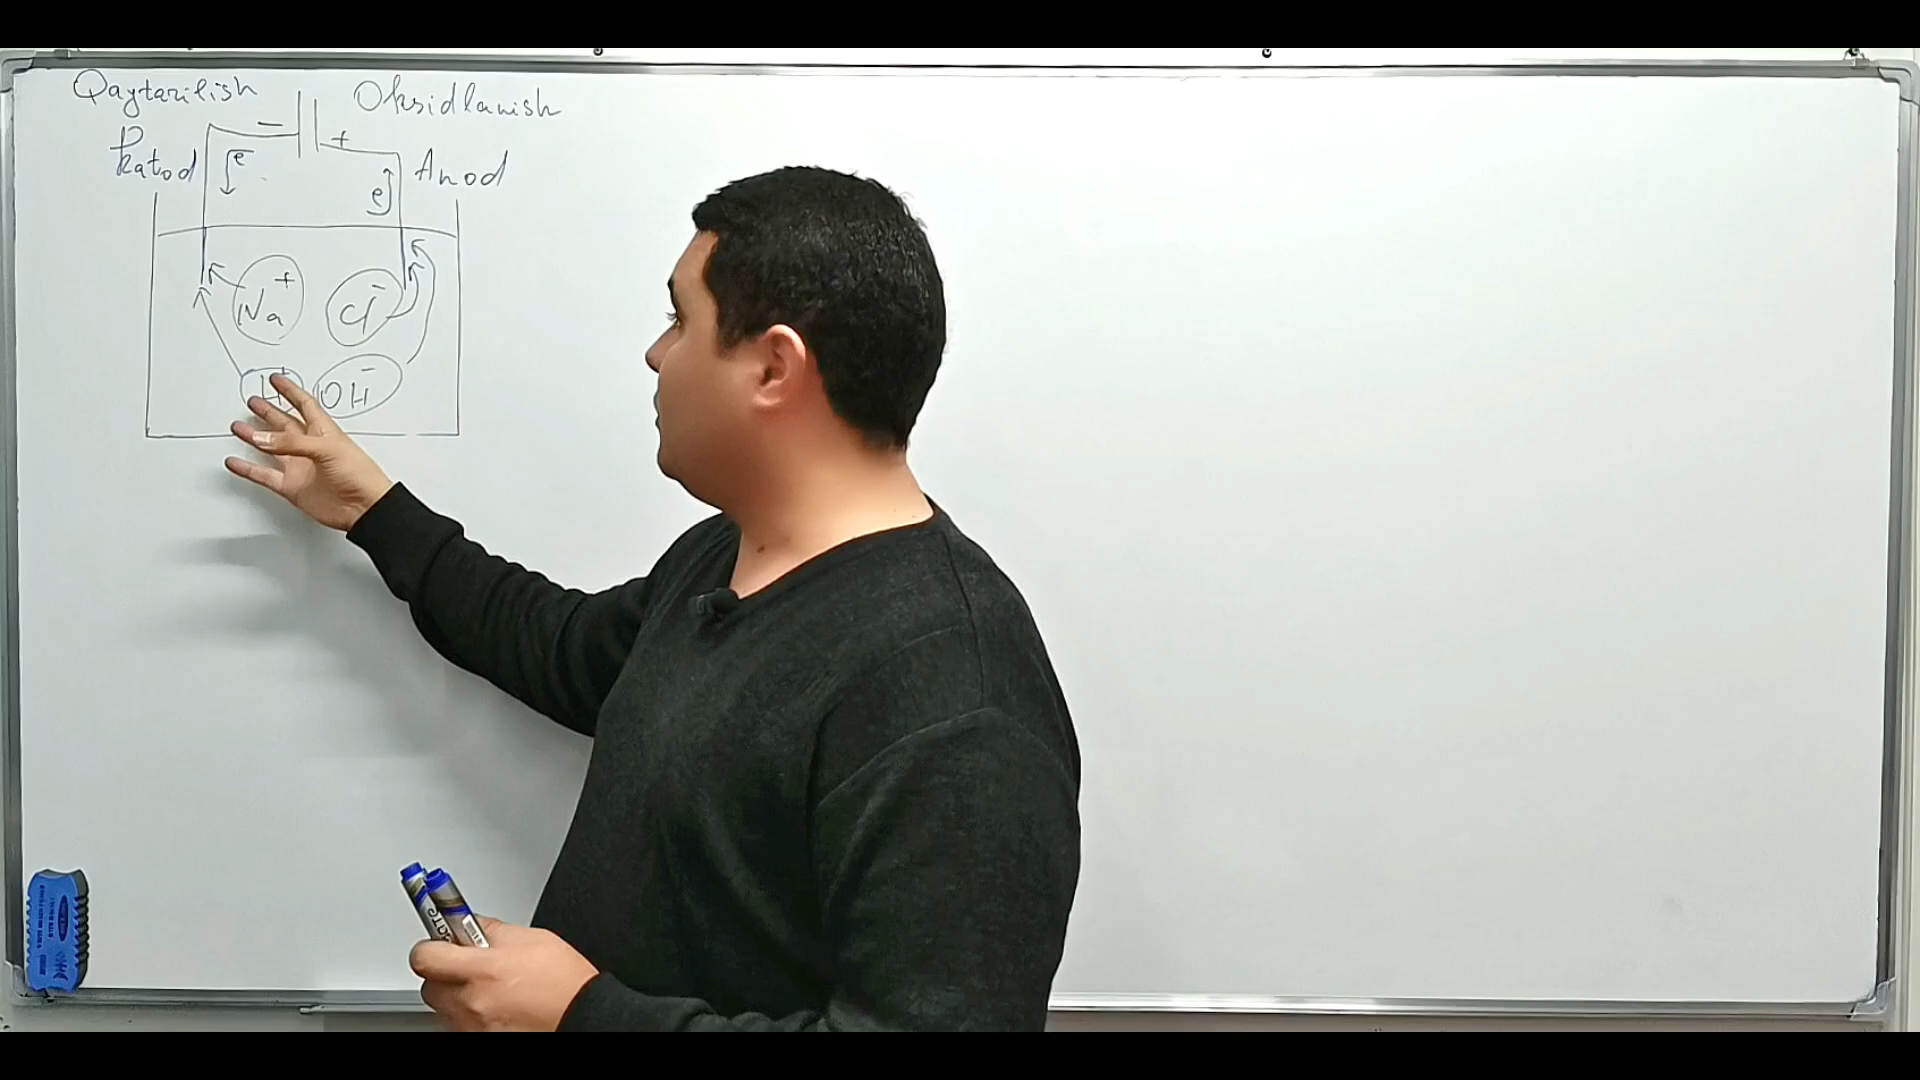 Qaytarilish
Oksidlanish
− +
Katod
e
e
Anod
Na+
Cl−
H+
OH−